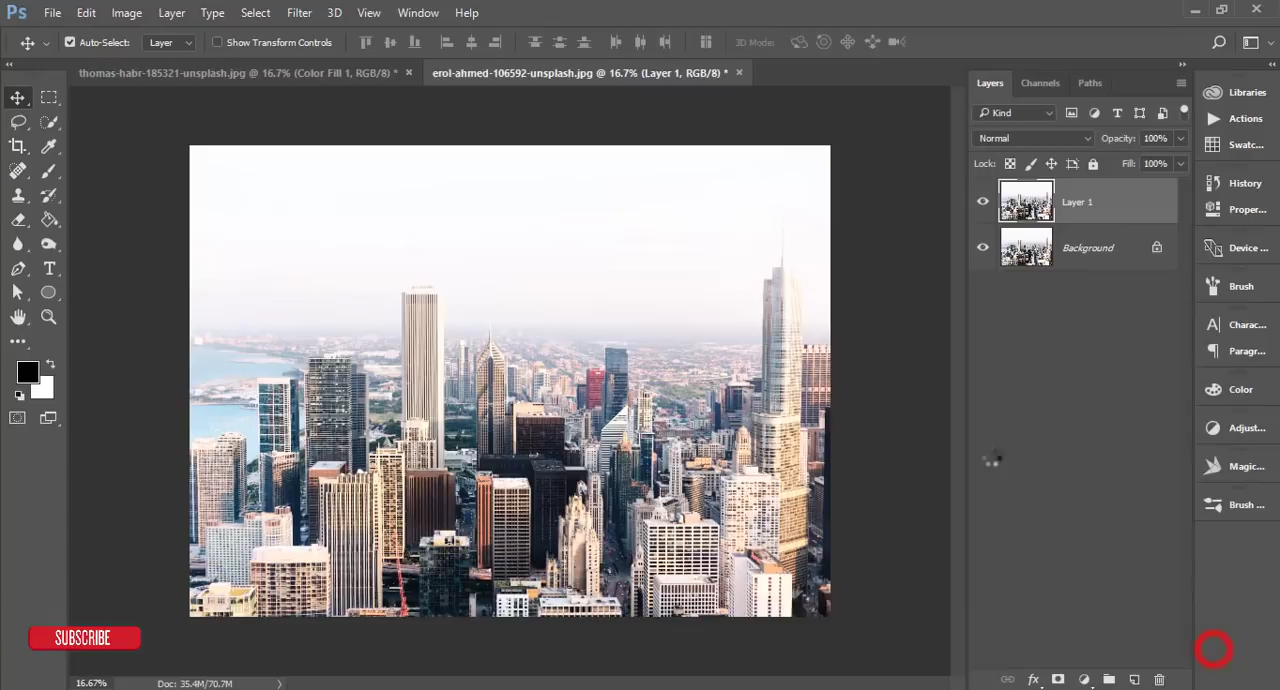 Ps File Edit Image Layer Type Select Filter 3D View Window Help
Auto-Select: Layer Show Transform Controls 3D Mode:
thomas-habr-185321-unsplash.jpg @ 16.7% (Color Fill 1, RGB/8) * × erol-ahmed-106592-unsplash.jpg @ 16.7% (Layer 1, RGB/8) * ×
Layers Channels Paths
Kind
Normal Opacity: 100%
Lock: Fill: 100%
Layer 1
Background
Libraries
Actions
Swatc...
History
Proper...
Device ...
Brush
Charac...
Paragr...
Color
Adjust...
Magic...
Brush ...
SUBSCRIBE
16.67% Doc: 35.4M/70.7M
fx